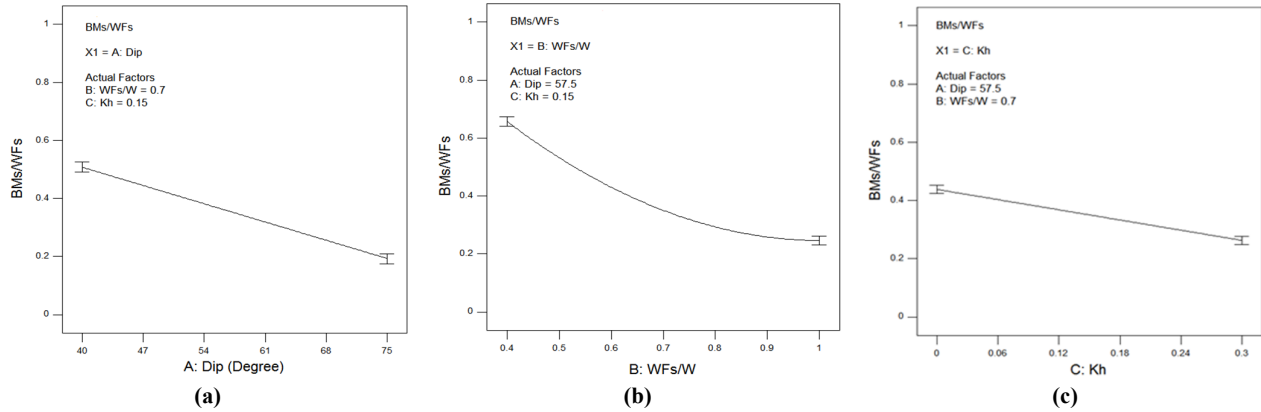 BMs/WFs
X1 = A: Dip
Actual Factors
B: WFs/W = 0.7
C: Kh = 0.15
1
0.8
0.6
0.4
0.2
0
BMs/WFs
40
47
54
61
68
75
A: Dip (Degree)
(a)
BMs/WFs
X1 = B: WFs/W
Actual Factors
A: Dip = 57.5
C: Kh = 0.15
1
0.8
0.6
0.4
0.2
0
BMs/WFs
0.4
0.5
0.6
0.7
0.8
0.9
1
B: WFs/W
(b)
BMs/WFs
X1 = C: Kh
Actual Factors
A: Dip = 57.5
B: WFs/W = 0.7
1
0.8
0.6
0.4
0.2
0
BMs/WFs
0
0.06
0.12
0.18
0.24
0.3
C: Kh
(c)